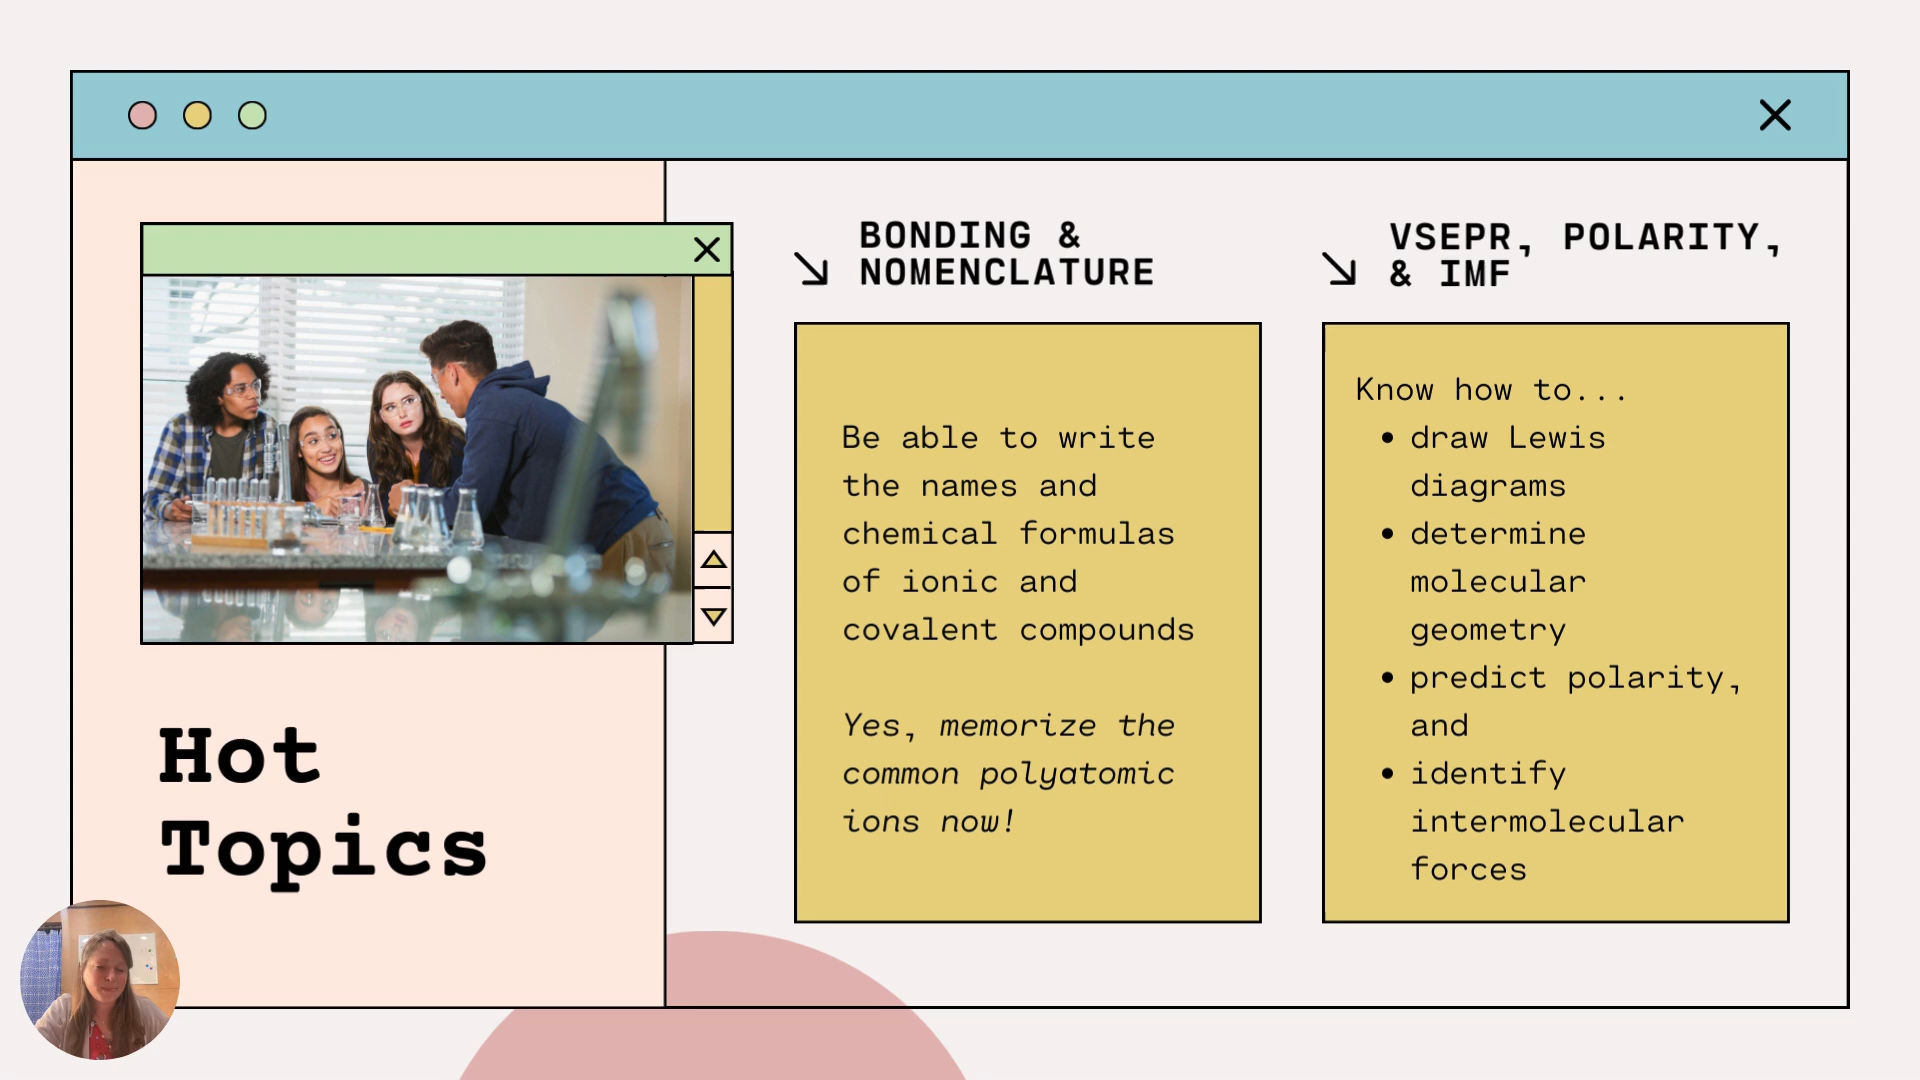 Hot
Topics
BONDING &
NOMENCLATURE
Be able to write
the names and
chemical formulas
of ionic and
covalent compounds
Yes, memorize the
common polyatomic
ions now!
VSEPR, POLARITY,
& IMF
Know how to...
• draw Lewis
diagrams
• determine
molecular
geometry
• predict polarity,
and
• identify
intermolecular
forces